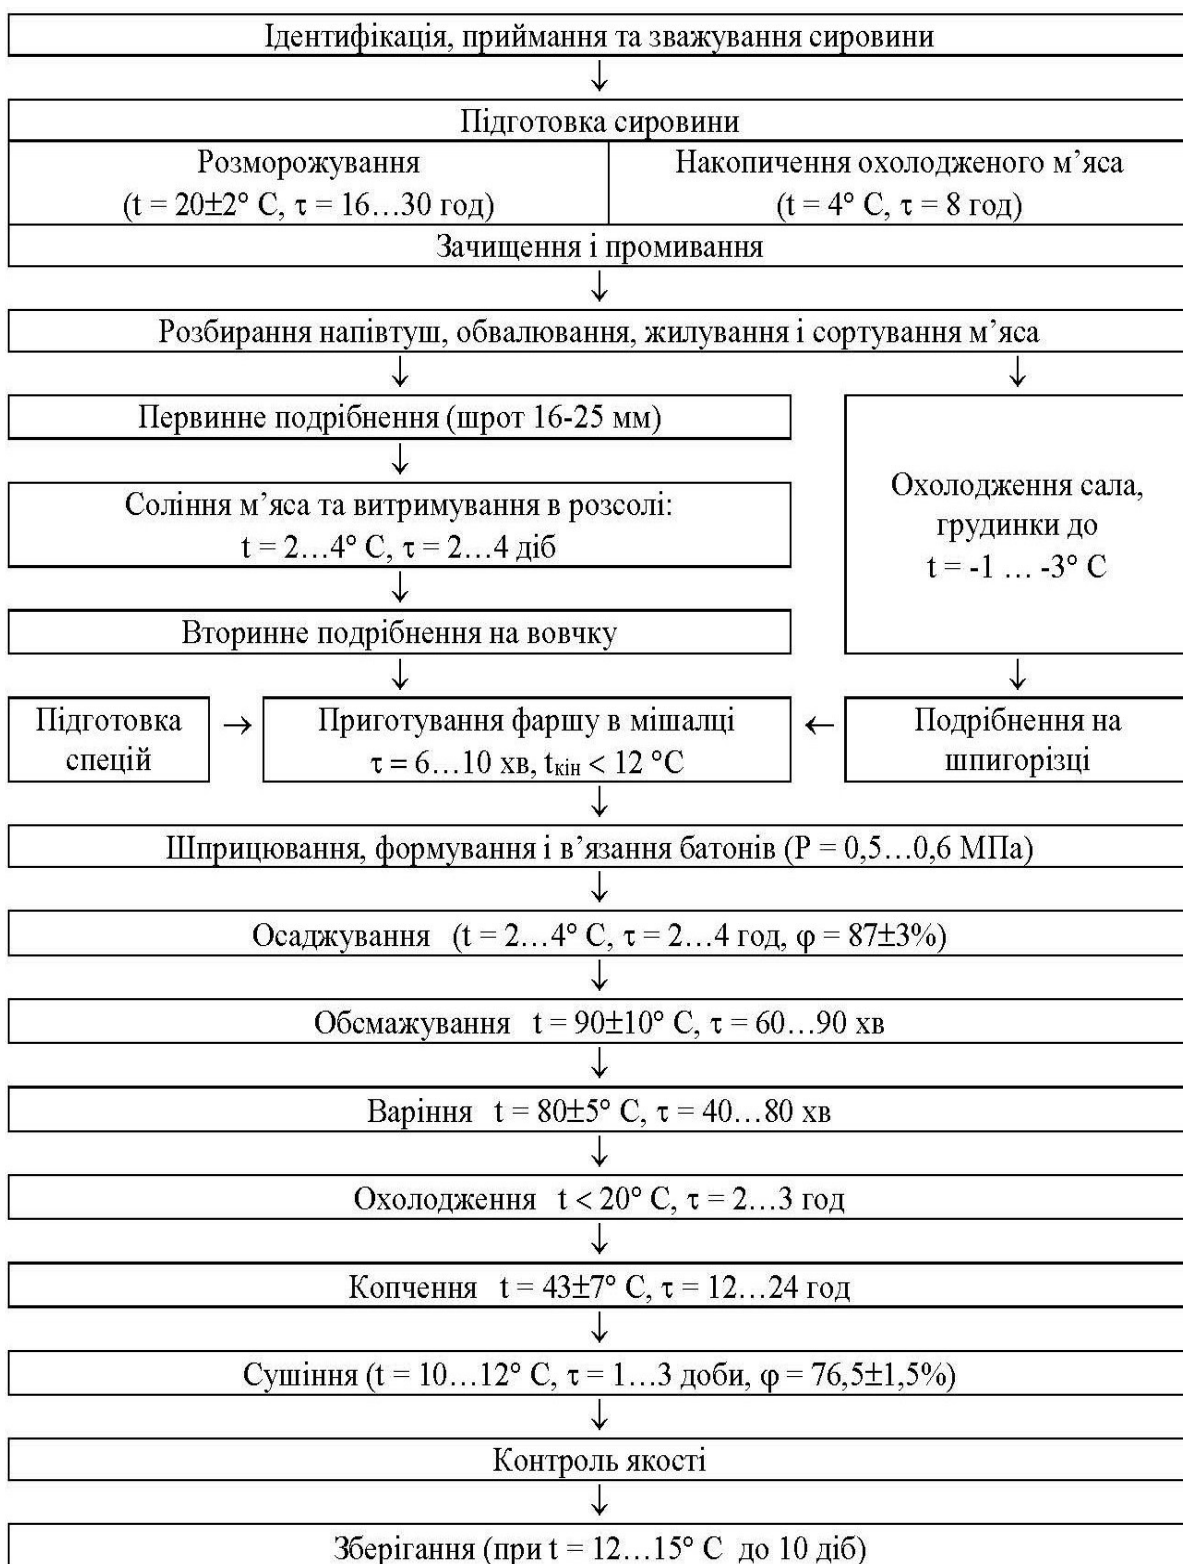 Ідентифікація, приймання та зважування сировини
↓
Підготовка сировини
Розморожування
(t = 20±2° С, τ = 16…30 год)
Накопичення охолодженого м’яса
(t = 4° С, τ = 8 год)
Зачищення і промивання
↓
Розбирання напівтуш, обвалювання, жилування і сортування м’яса
↓
Первинне подрібнення (шрот 16-25 мм)
↓
Соління м’яса та витримування в розсолі:
t = 2…4° С, τ = 2…4 діб
↓
Вторинне подрібнення на вовчку
↓
↓
Охолодження сала,
грудинки до
t = -1 … -3° С
↓
Підготовка
спецій
→
Приготування фаршу в мішалці
τ = 6…10 хв, tкін < 12 °С
←
Подрібнення на
шпигорізці
↓
Шприцювання, формування і в’язання батонів (Р = 0,5…0,6 МПа)
↓
Осаджування (t = 2…4° С, τ = 2…4 год, φ = 87±3%)
↓
Обсмажування t = 90±10° С, τ = 60…90 хв
↓
Варіння t = 80±5° С, τ = 40…80 хв
↓
Охолодження t < 20° С, τ = 2…3 год
↓
Копчення t = 43±7° С, τ = 12…24 год
↓
Сушіння (t = 10…12° С, τ = 1…3 доби, φ = 76,5±1,5%)
↓
Контроль якості
↓
Зберігання (при t = 12…15° С до 10 діб)